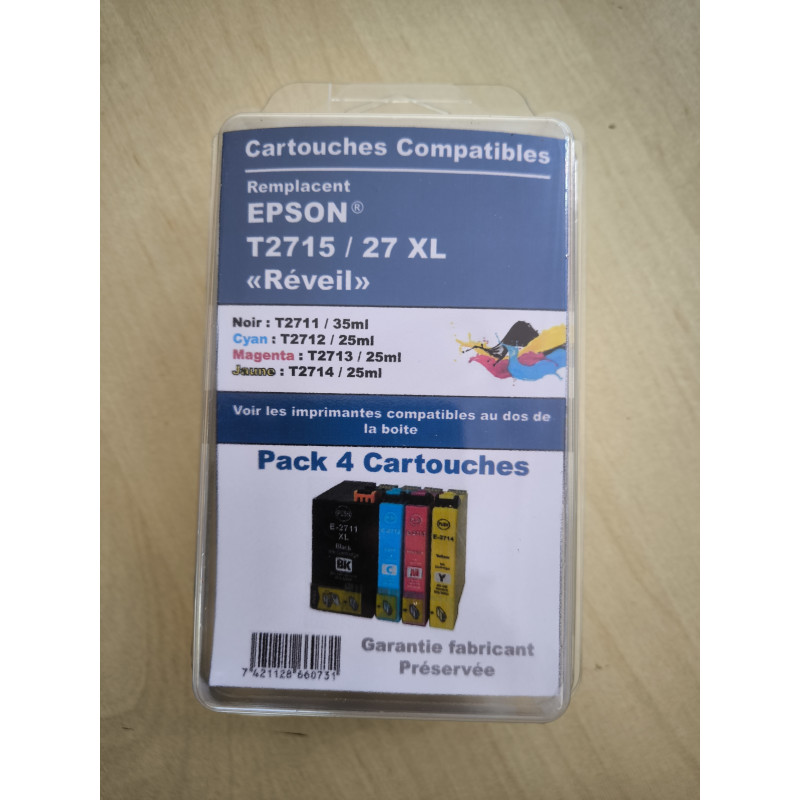 Cartouches Compatibles
Remplacent
EPSON®
T2715 / 27 XL
«Réveil»
Noir : T2711 / 35ml
Cyan : T2712 / 25ml
Magenta : T2713 / 25ml
Jaune : T2714 / 25ml
Voir les imprimantes compatibles au dos de
la boite
Pack 4 Cartouches
E-2711
XL
Black
BK
C
M
E-2714
Y
Garantie fabricant
Préservée
7 421128 660731